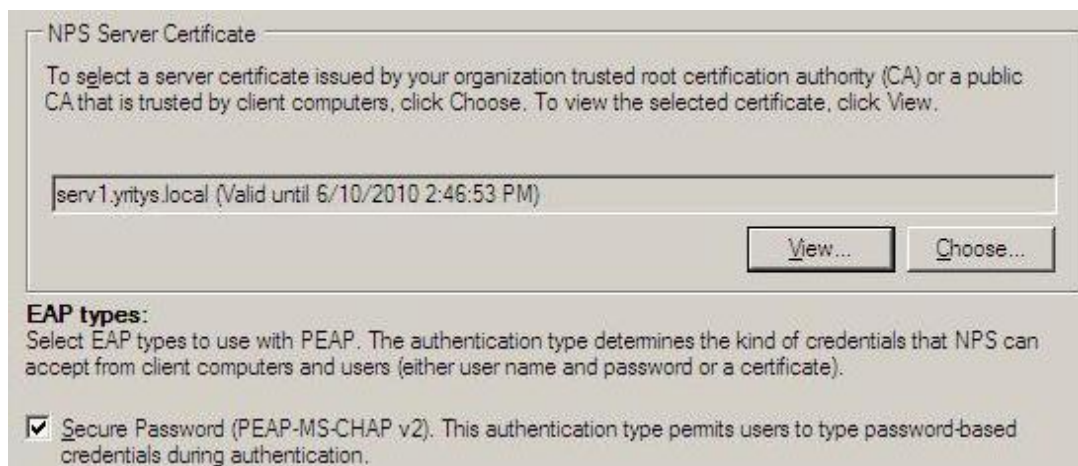 NPS Server Certificate
To select a server certificate issued by your organization trusted root certification authority (CA) or a public
CA that is trusted by client computers, click Choose. To view the selected certificate, click View.
serv1.yritys.local (Valid until 6/10/2010 2:46:53 PM)
View... Choose...
EAP types:
Select EAP types to use with PEAP. The authentication type determines the kind of credentials that NPS can
accept from client computers and users (either user name and password or a certificate).
Secure Password (PEAP-MS-CHAP v2). This authentication type permits users to type password-based
credentials during authentication.